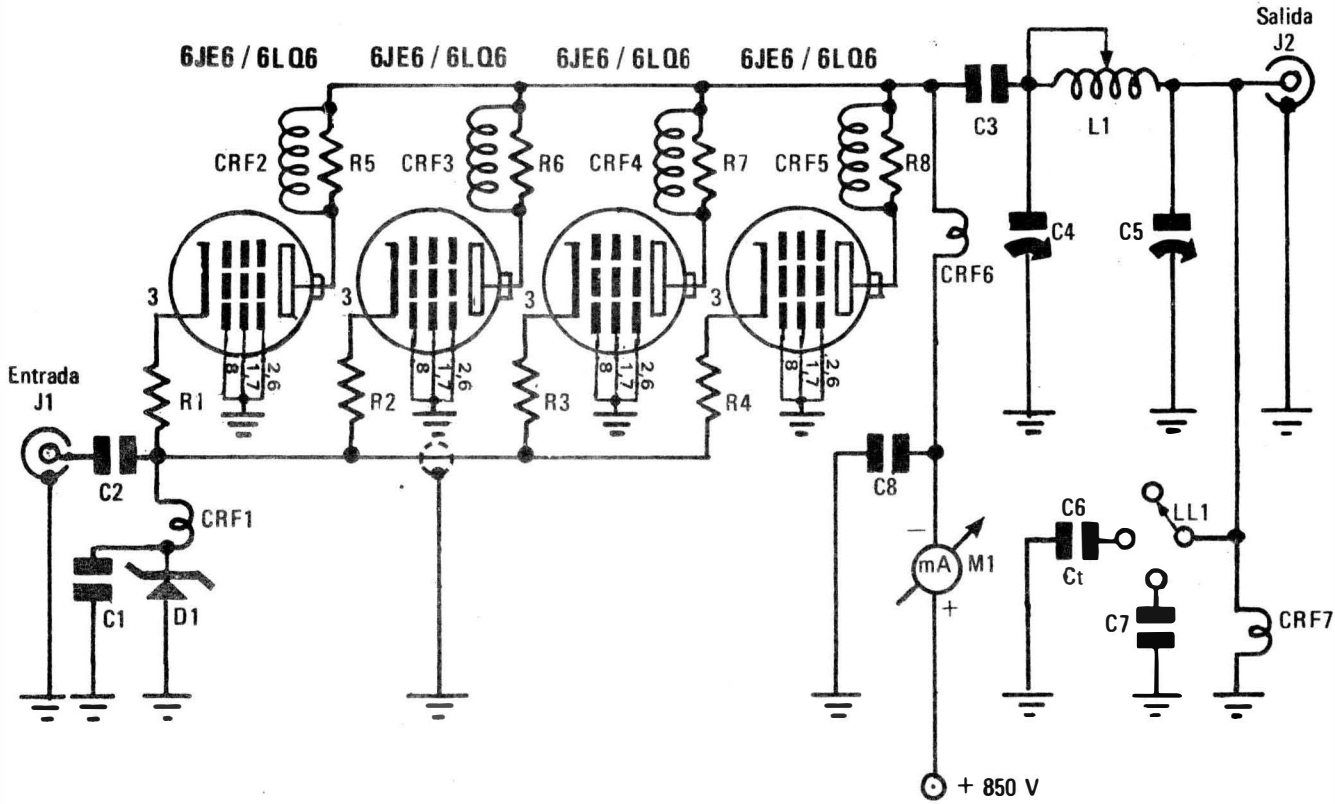 Salida
J2
6JE6 / 6LQ6
6JE6 / 6LQ6
6JE6 / 6LQ6
6JE6 / 6LQ6
C3
L1
CRF2
R5
CRF3
R6
CRF4
R7
CRF5
R8
C4
C5
CRF6
3
3
3
3
8
1,7
2,6
8
1,7
2,6
8
1,7
2,6
8
1,7
2,6
Entrada
J1
R1
R2
R3
R4
C2
C8
CRF1
C6
LL1
−
mA
M1
+
Ct
C1
D1
C7
CRF7
+ 850 V